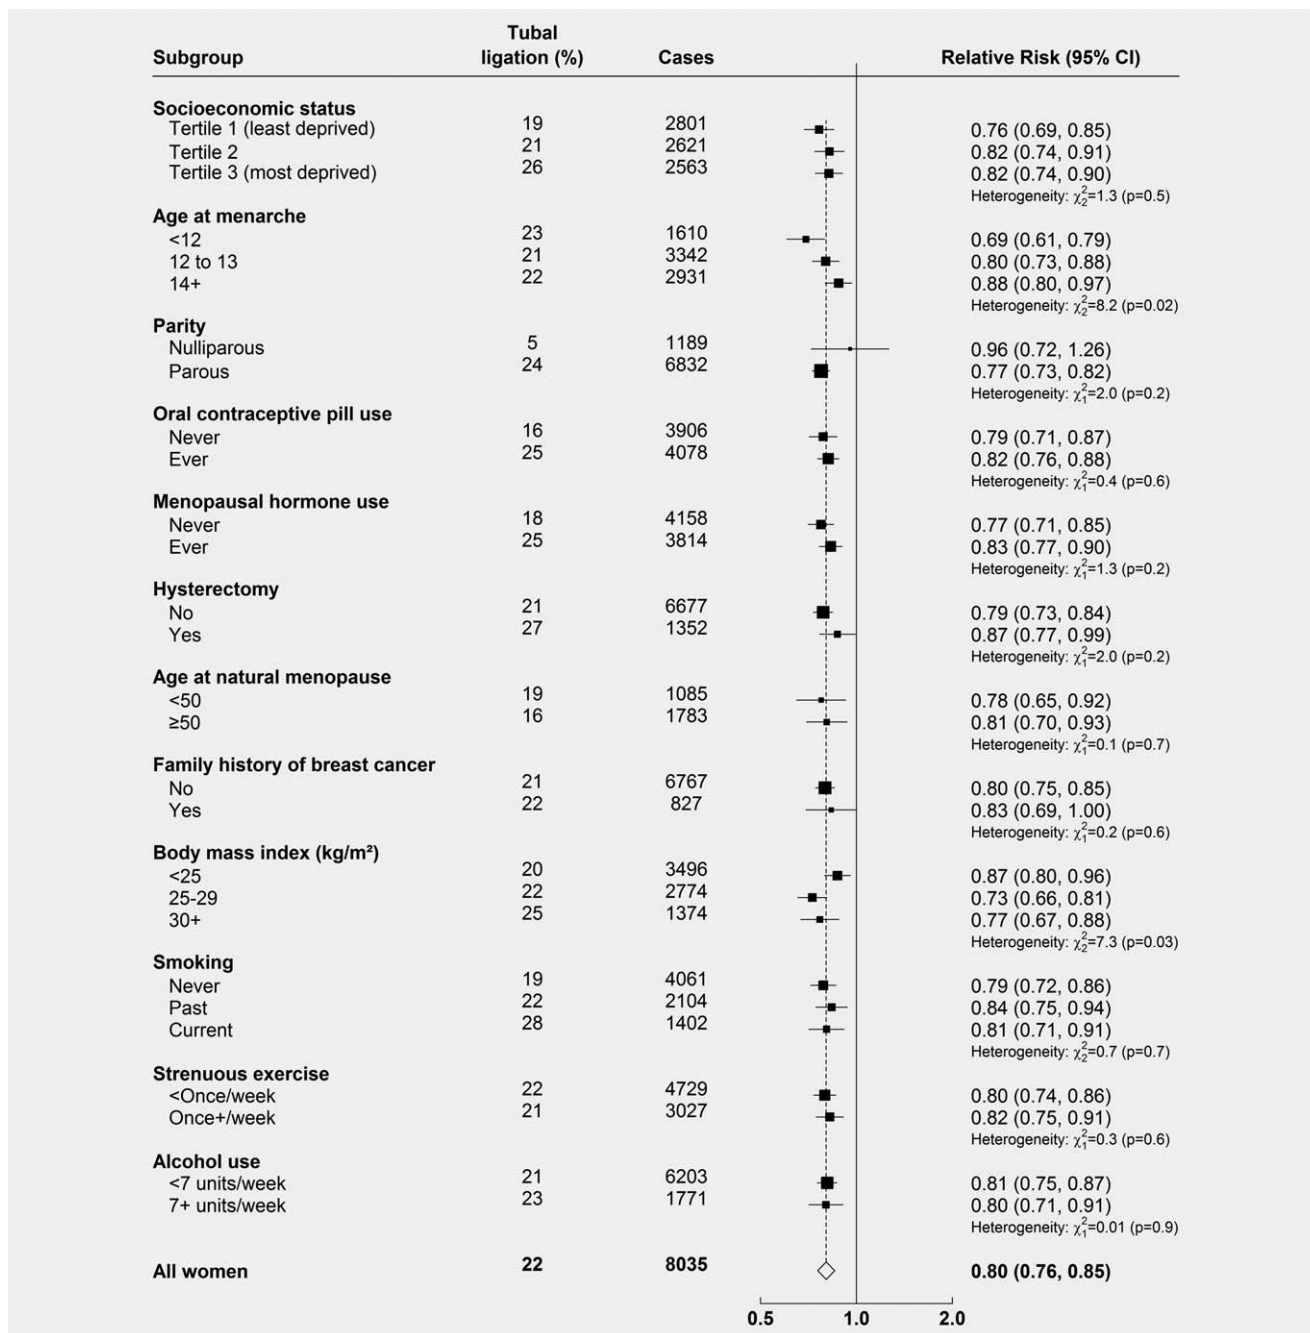 Subgroup Tubal ligation (%) Cases Relative Risk (95% CI)
Socioeconomic status
Tertile 1 (least deprived) 19 2801 0.76 (0.69, 0.85)
Tertile 2 21 2621 0.82 (0.74, 0.91)
Tertile 3 (most deprived) 26 2563 0.82 (0.74, 0.90)
Heterogeneity: χ²₂=1.3 (p=0.5)
Age at menarche
<12 23 1610 0.69 (0.61, 0.79)
12 to 13 21 3342 0.80 (0.73, 0.88)
14+ 22 2931 0.88 (0.80, 0.97)
Heterogeneity: χ²₂=8.2 (p=0.02)
Parity
Nulliparous 5 1189 0.96 (0.72, 1.26)
Parous 24 6832 0.77 (0.73, 0.82)
Heterogeneity: χ²₁=2.0 (p=0.2)
Oral contraceptive pill use
Never 16 3906 0.79 (0.71, 0.87)
Ever 25 4078 0.82 (0.76, 0.88)
Heterogeneity: χ²₁=0.4 (p=0.6)
Menopausal hormone use
Never 18 4158 0.77 (0.71, 0.85)
Ever 25 3814 0.83 (0.77, 0.90)
Heterogeneity: χ²₁=1.3 (p=0.2)
Hysterectomy
No 21 6677 0.79 (0.73, 0.84)
Yes 27 1352 0.87 (0.77, 0.99)
Heterogeneity: χ²₁=2.0 (p=0.2)
Age at natural menopause
<50 19 1085 0.78 (0.65, 0.92)
≥50 16 1783 0.81 (0.70, 0.93)
Heterogeneity: χ²₁=0.1 (p=0.7)
Family history of breast cancer
No 21 6767 0.80 (0.75, 0.85)
Yes 22 827 0.83 (0.69, 1.00)
Heterogeneity: χ²₁=0.2 (p=0.6)
Body mass index (kg/m²)
<25 20 3496 0.87 (0.80, 0.96)
25-29 22 2774 0.73 (0.66, 0.81)
30+ 25 1374 0.77 (0.67, 0.88)
Heterogeneity: χ²₂=7.3 (p=0.03)
Smoking
Never 19 4061 0.79 (0.72, 0.86)
Past 22 2104 0.84 (0.75, 0.94)
Current 28 1402 0.81 (0.71, 0.91)
Heterogeneity: χ²₂=0.7 (p=0.7)
Strenuous exercise
<Once/week 22 4729 0.80 (0.74, 0.86)
Once+/week 21 3027 0.82 (0.75, 0.91)
Heterogeneity: χ²₁=0.3 (p=0.6)
Alcohol use
<7 units/week 21 6203 0.81 (0.75, 0.87)
7+ units/week 23 1771 0.80 (0.71, 0.91)
Heterogeneity: χ²₁=0.01 (p=0.9)
All women 22 8035 0.80 (0.76, 0.85)
0.5 1.0 2.0